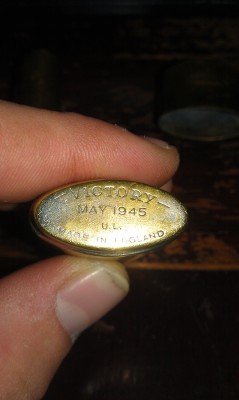 -VICTORY-
MAY 1945
U.L.
MADE IN ENGLAND